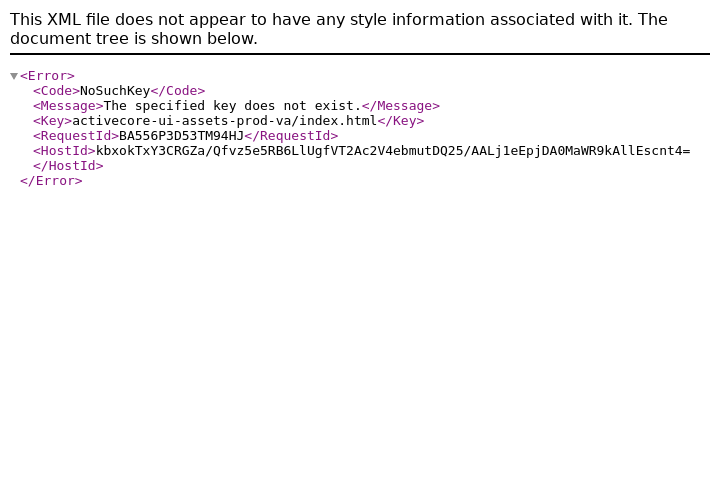 This XML file does not appear to have any style information associated with it. The
document tree is shown below.
<Error>
<Code>NoSuchKey</Code>
<Message>The specified key does not exist.</Message>
<Key>activecore-ui-assets-prod-va/index.html</Key>
<RequestId>BA556P3D53TM94HJ</RequestId>
<HostId>kbxokTxY3CRGZa/Qfvz5e5RB6LlUgfVT2Ac2V4ebmutDQ25/AALj1eEpjDA0MaWR9kAllEscnt4=
</HostId>
</Error>